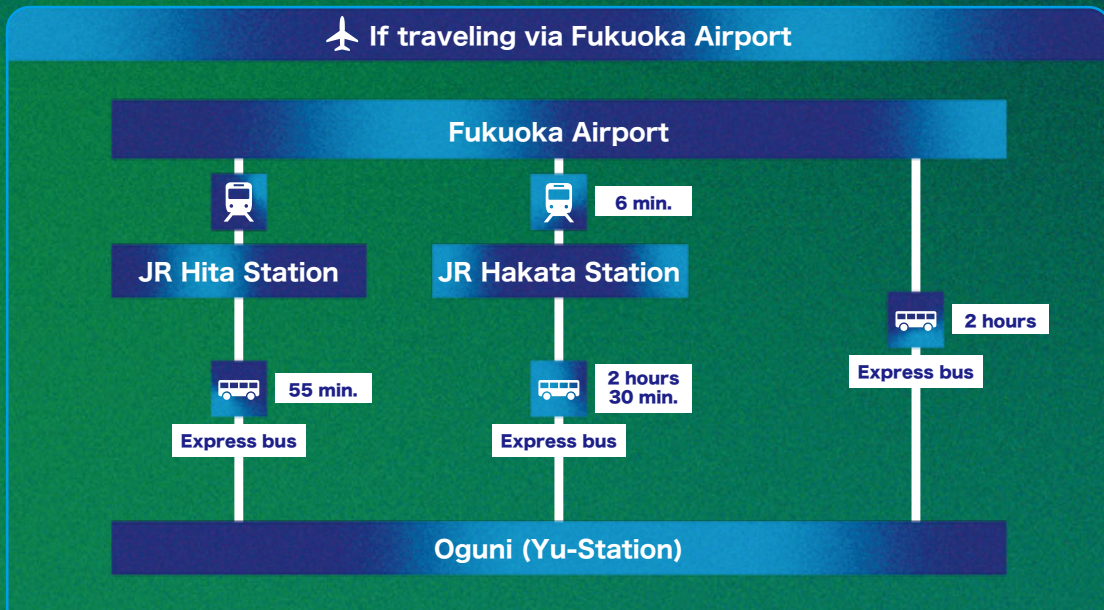 If traveling via Fukuoka Airport
Fukuoka Airport
6 min.
JR Hita Station
JR Hakata Station
2 hours
Express bus
55 min.
2 hours
30 min.
Express bus
Express bus
Oguni (Yu-Station)